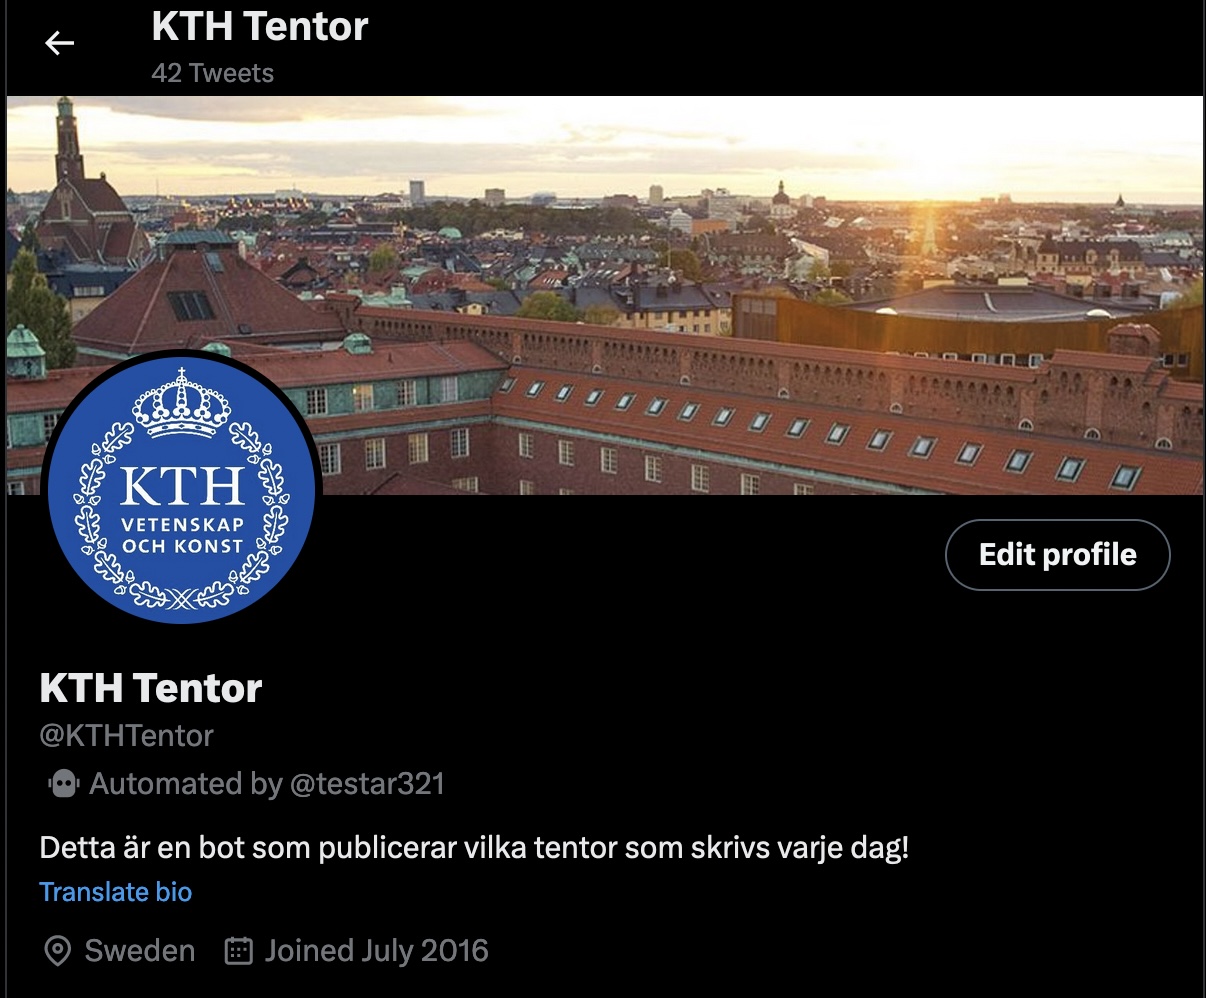 KTH Tentor
42 Tweets
KTH
VETENSKAP
OCH KONST
Edit profile
KTH Tentor
@KTHTentor
Automated by @testar321
Detta är en bot som publicerar vilka tentor som skrivs varje dag!
Translate bio
Sweden Joined July 2016